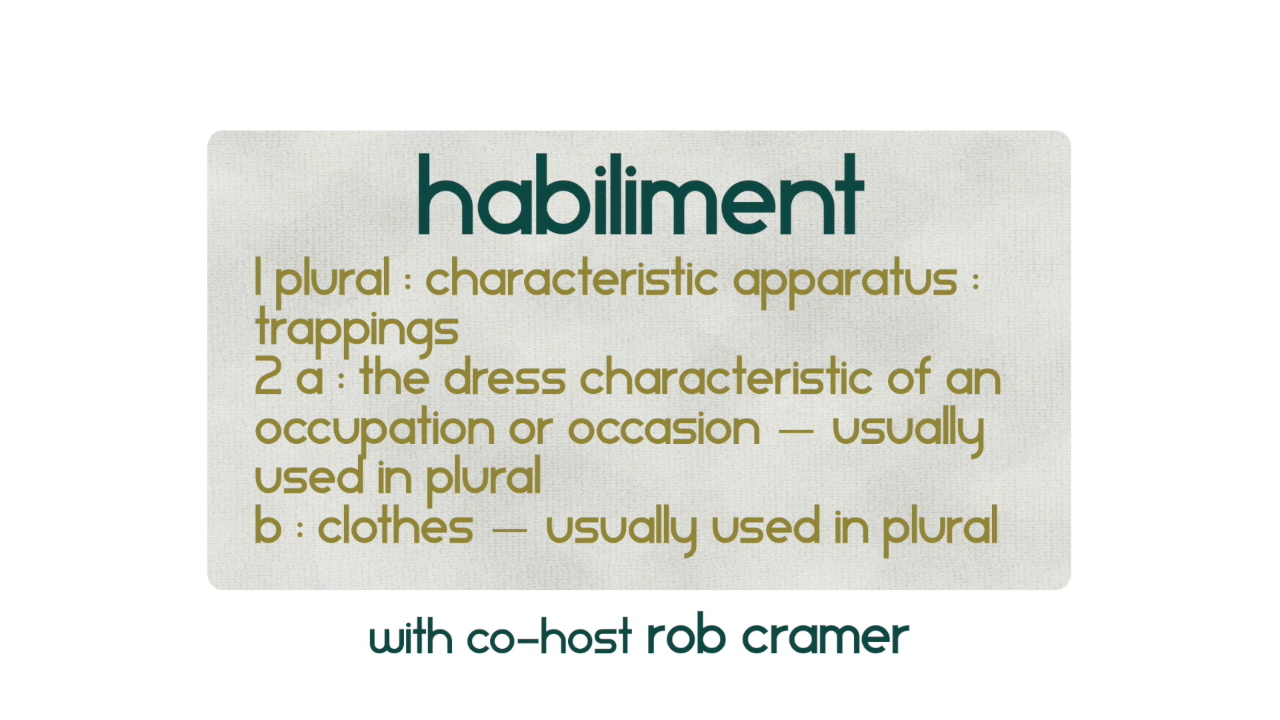 habiliment
1 plural : characteristic apparatus :
trappings
2 a : the dress characteristic of an
occupation or occasion — usually
used in plural
b : clothes — usually used in plural
with co-host rob cramer